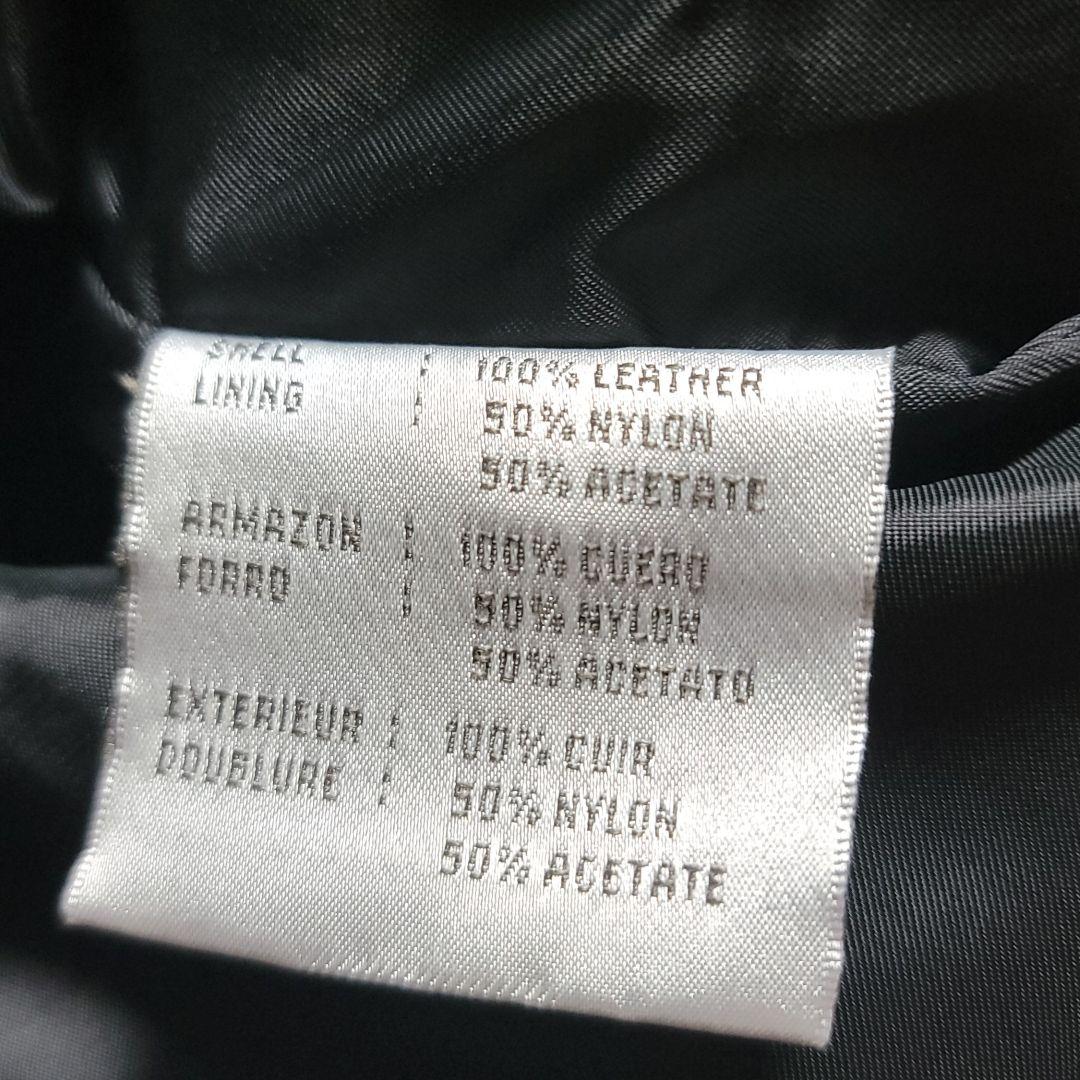 SHELL : 100% LEATHER
LINING : 50% NYLON
50% ACETATE
ARMAZON : 100% CUERO
FORRO : 50% NYLON
50% ACETATO
EXTERIEUR : 100% CUIR
DOUBLURE : 50% NYLON
50% ACETATE